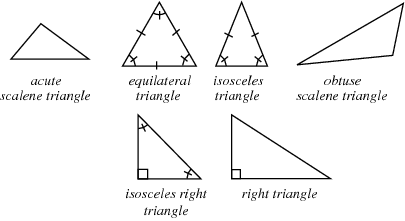 acute
scalene triangle
equilateral
triangle
isosceles
triangle
obtuse
scalene triangle
isosceles right
triangle
right triangle